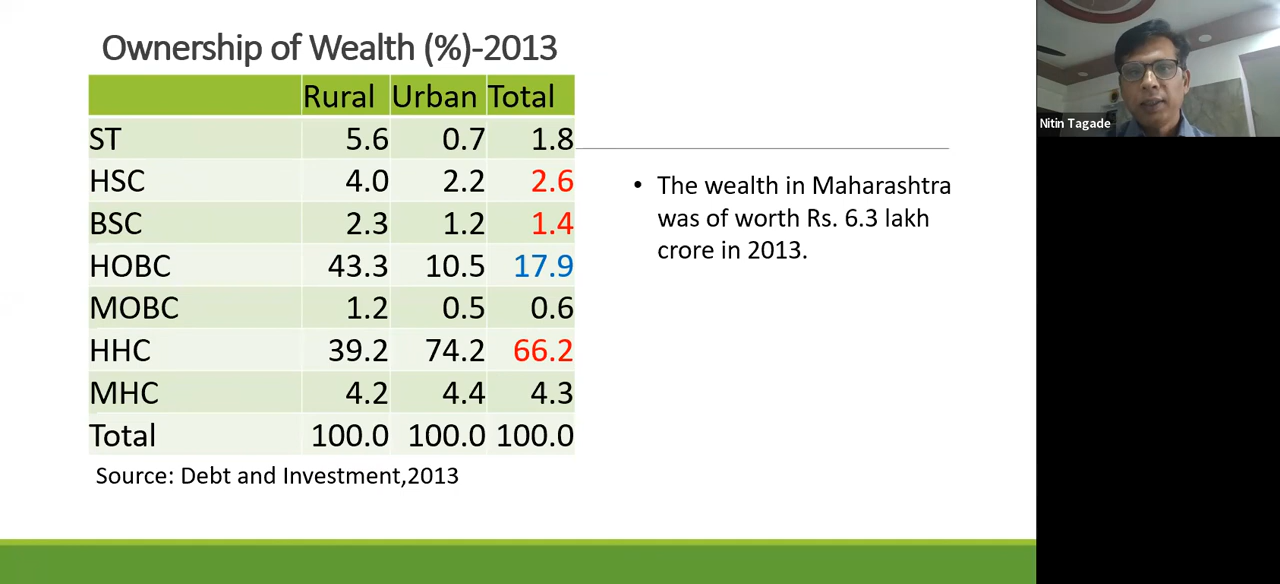 Ownership of Wealth (%)-2013
Rural Urban Total
ST 5.6 0.7 1.8
HSC 4.0 2.2 2.6
BSC 2.3 1.2 1.4
HOBC 43.3 10.5 17.9
MOBC 1.2 0.5 0.6
HHC 39.2 74.2 66.2
MHC 4.2 4.4 4.3
Total 100.0 100.0 100.0
Source: Debt and Investment,2013
• The wealth in Maharashtra
was of worth Rs. 6.3 lakh
crore in 2013.
Nitin Tagade